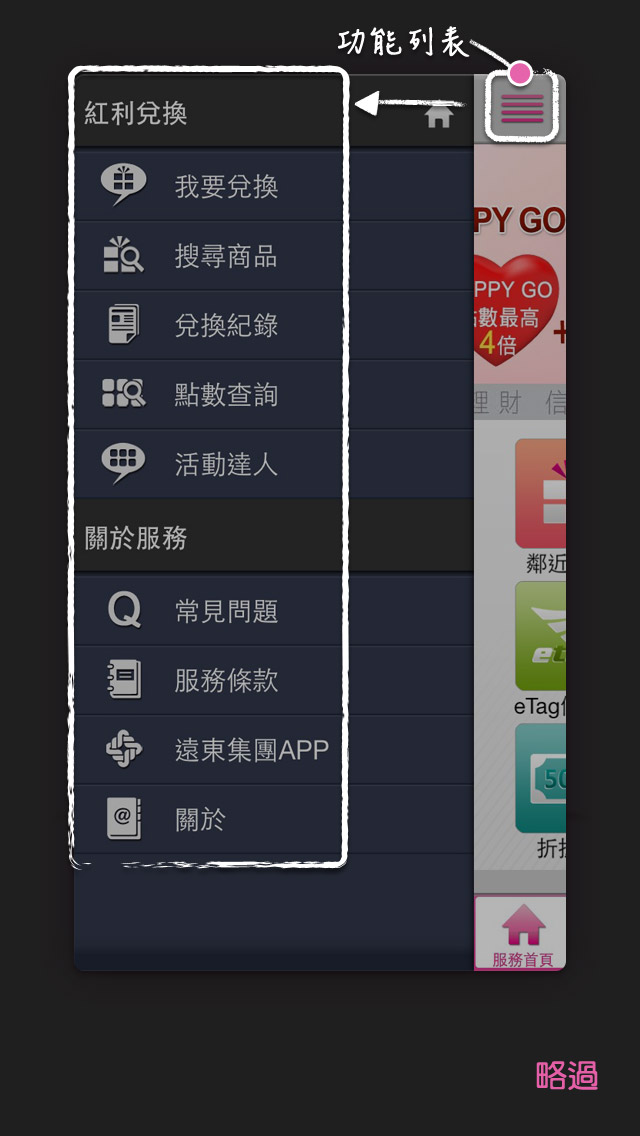 功能列表
紅利兌換
我要兌換
搜尋商品
兌換紀錄
點數查詢
活動達人
關於服務
Q 常見問題
服務條款
遠東集團APP
@ 關於
PY GO
PPY GO
點數最高
4倍
+
理財 信
鄰近
et
eTag
50
折
服務首頁
略過